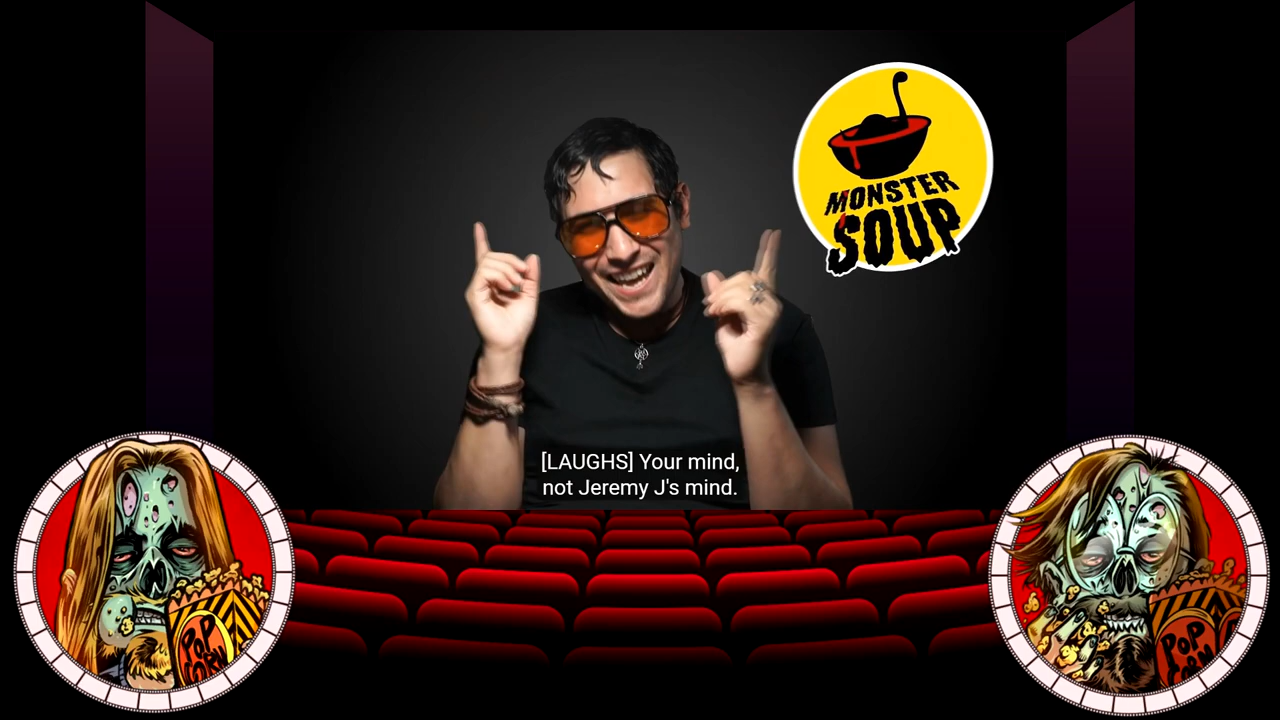 MONSTER
SOUP
[LAUGHS] Your mind,
not Jeremy J's mind.
POP
CORN
POP
CORN